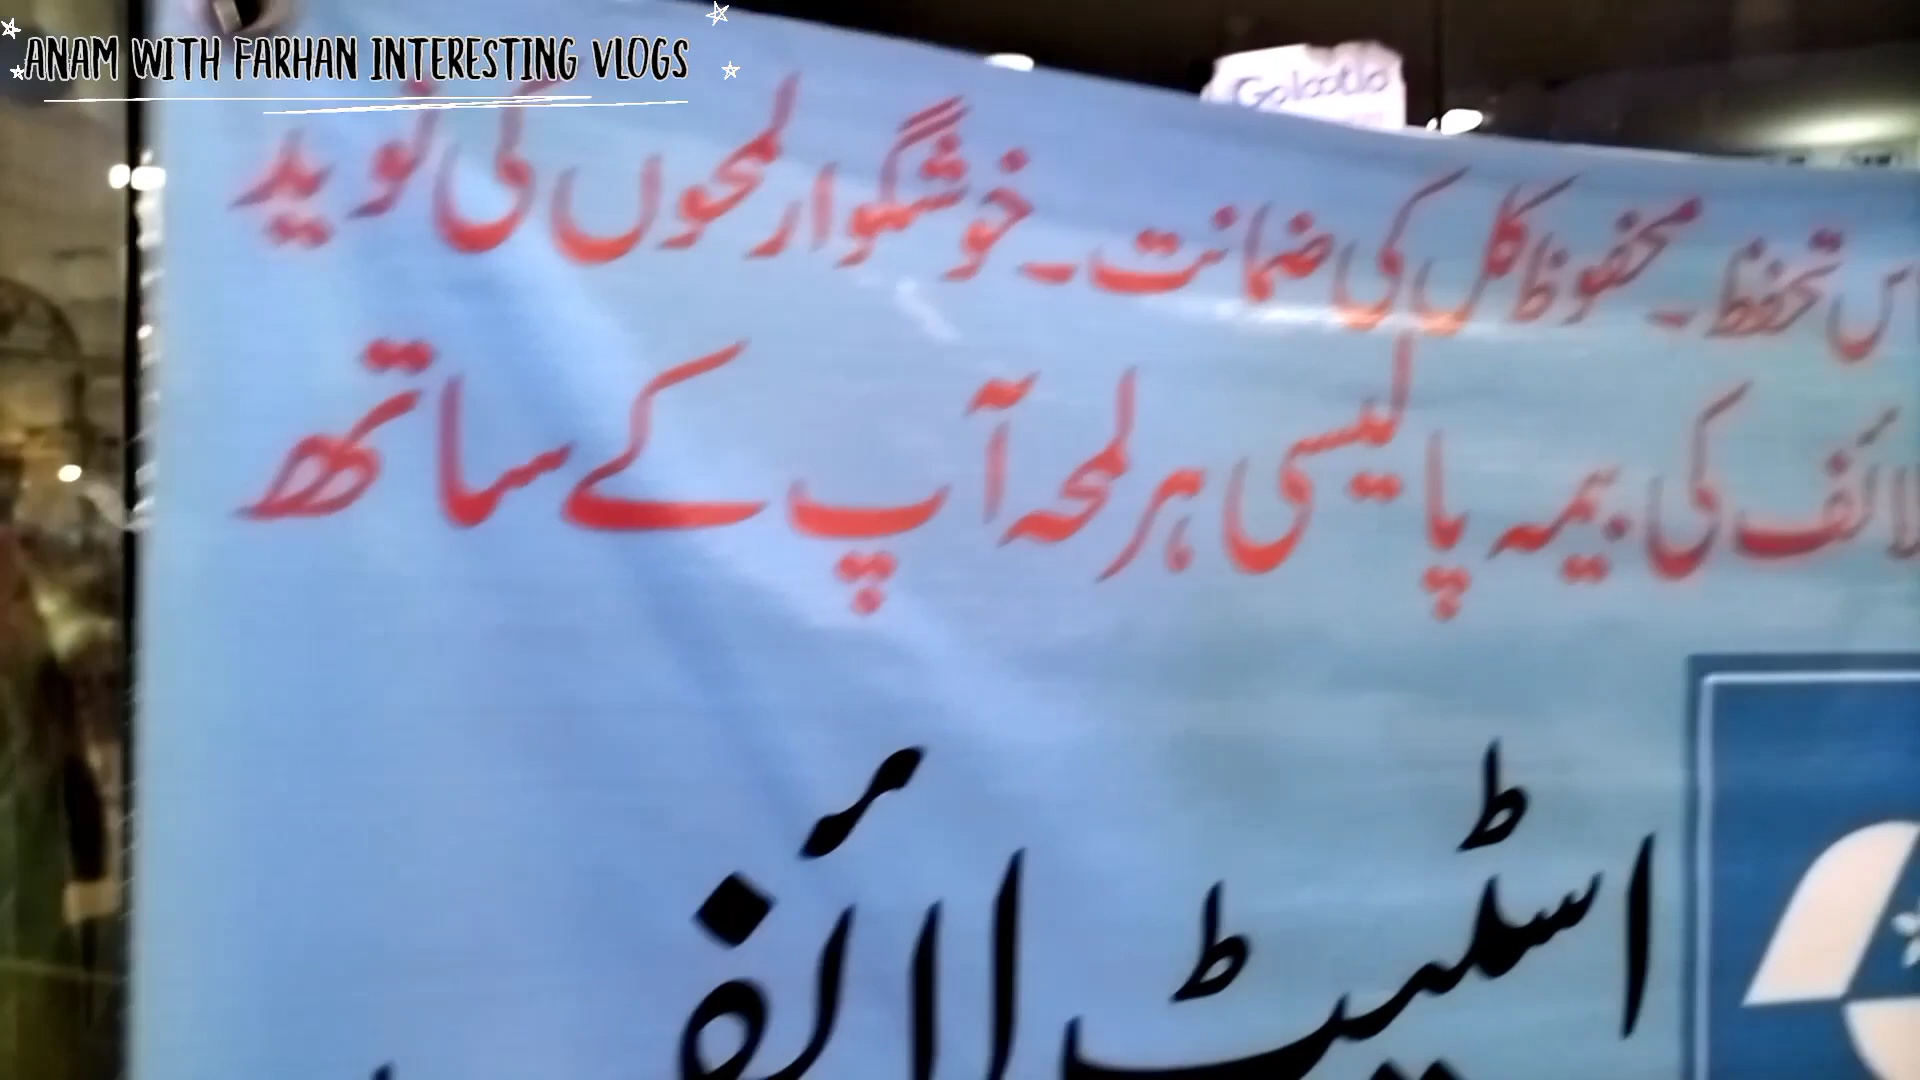 ANAM WITH FARHAN INTERESTING VLOGS
Golootlo
تحفظ۔ محفوظ کل کی ضمانت۔ خوشگوار لمحوں کی نوید
لائف کی بیمہ پالیسی ہر لمحہ آپ کے ساتھ
اسٹیٹ لائف